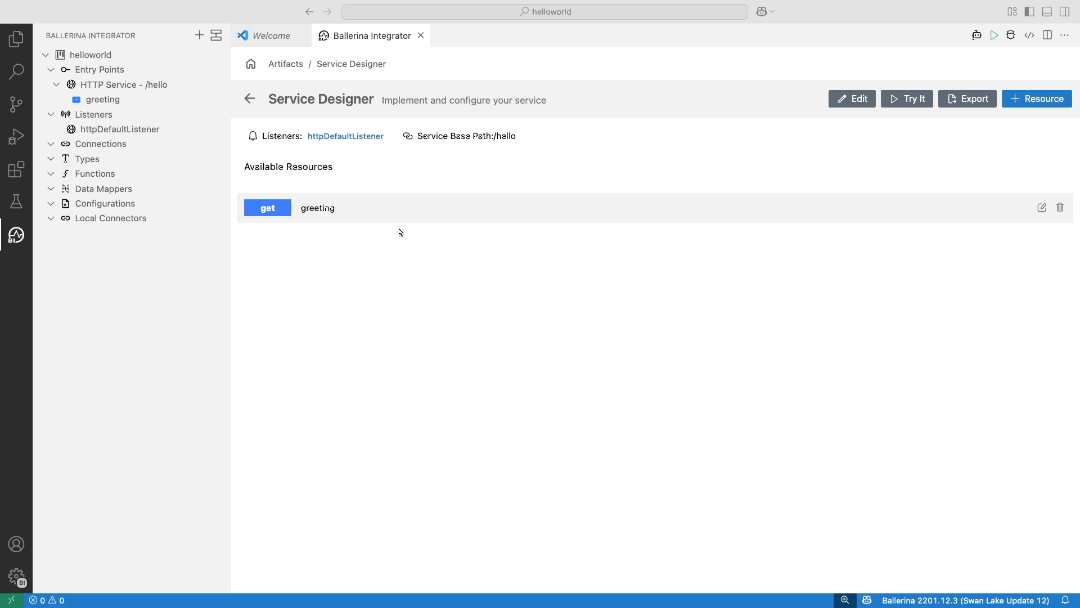 helloworld
BALLERINA INTEGRATOR
Welcome
Ballerina Integrator
helloworld
Entry Points
HTTP Service - /hello
greeting
Listeners
httpDefaultListener
Connections
Types
Functions
Data Mappers
Configurations
Local Connectors
Artifacts / Service Designer
Service Designer Implement and configure your service
Edit
Try It
Export
Resource
Listeners: httpDefaultListener Service Base Path:/hello
Available Resources
get greeting
BI
BI
0 0
Ballerina 2201.12.3 (Swan Lake Update 12)